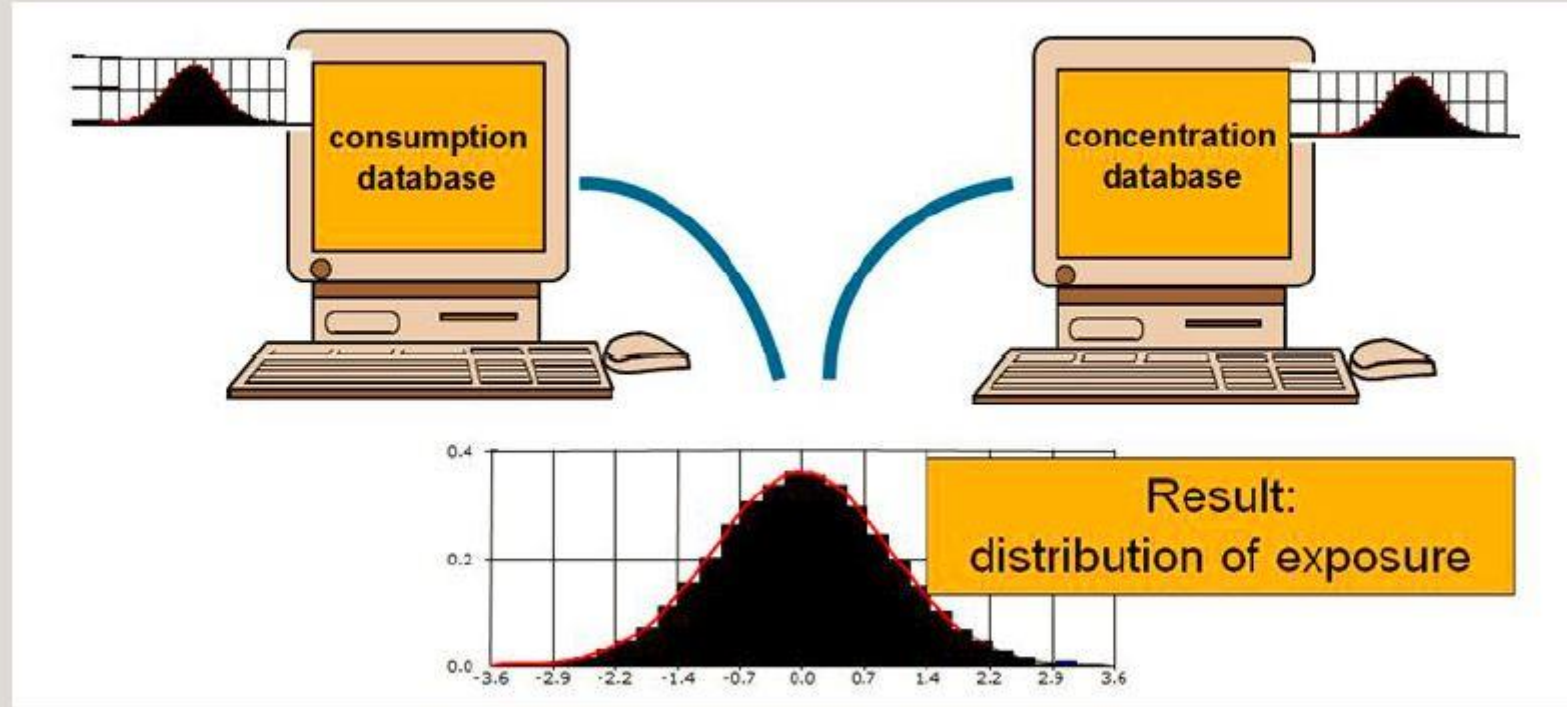 consumption
database
concentration
database
Result:
distribution of exposure
0.4
0.2
0.0
-3.6 -2.9 -2.2 -1.4 -0.7 0.0 0.7 1.4 2.2 2.9 3.6